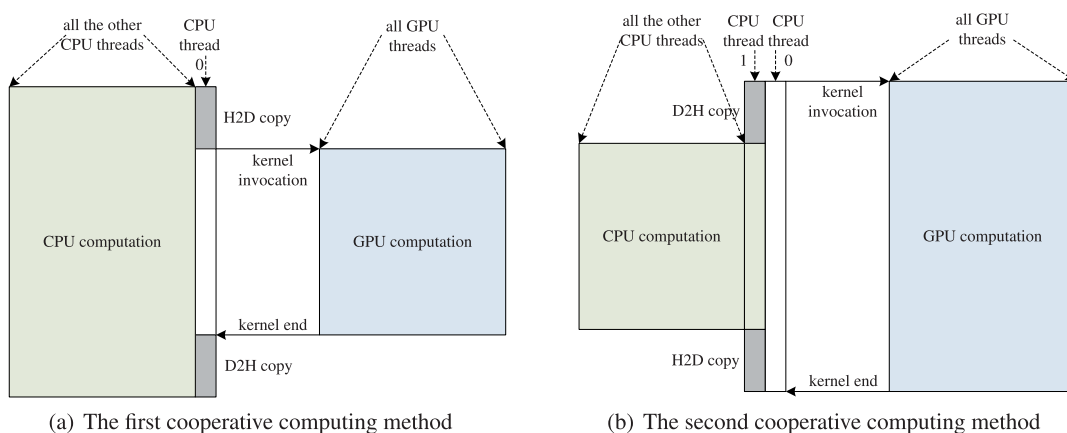 all the other
CPU threads
CPU
thread
0
all GPU
threads
H2D copy
kernel
invocation
CPU computation
GPU computation
kernel end
D2H copy
(a) The first cooperative computing method
all the other
CPU threads
CPU
thread
1
CPU
thread
0
all GPU
threads
D2H copy
kernel
invocation
CPU computation
GPU computation
H2D copy
kernel end
(b) The second cooperative computing method